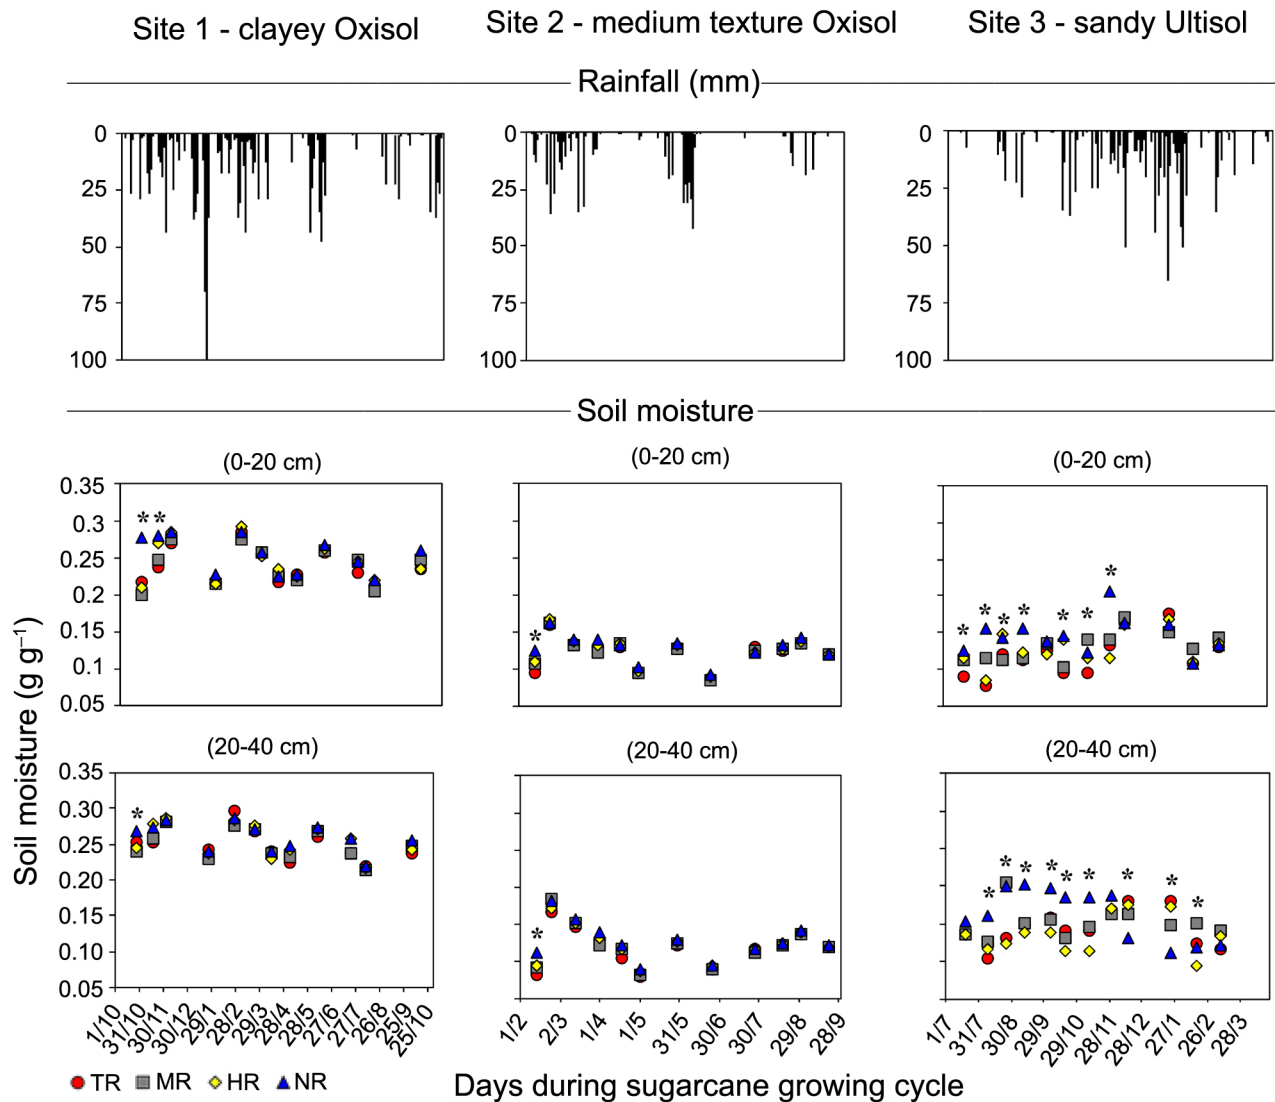 Site 1 - clayey Oxisol
Site 2 - medium texture Oxisol
Site 3 - sandy Ultisol
Rainfall (mm)
0
25
50
75
100
0
25
50
75
100
0
25
50
75
100
Soil moisture
(0-20 cm)
(0-20 cm)
(0-20 cm)
0.35
0.3
0.25
0.2
0.15
0.1
0.05
* *
*
* * * * * * *
Soil moisture (g g⁻¹)
(20-40 cm)
(20-40 cm)
(20-40 cm)
0.35
0.30
0.25
0.20
0.15
0.10
0.05
*
*
* * * * * * * * *
1/10 31/10 30/11 30/12 29/1 28/2 29/3 28/4 28/5 27/6 27/7 26/8 25/9 25/10
1/2 2/3 1/4 1/5 31/5 30/6 30/7 29/8 28/9
1/7 31/7 30/8 29/9 29/10 28/11 28/12 27/1 26/2 28/3
TR MR HR NR
Days during sugarcane growing cycle